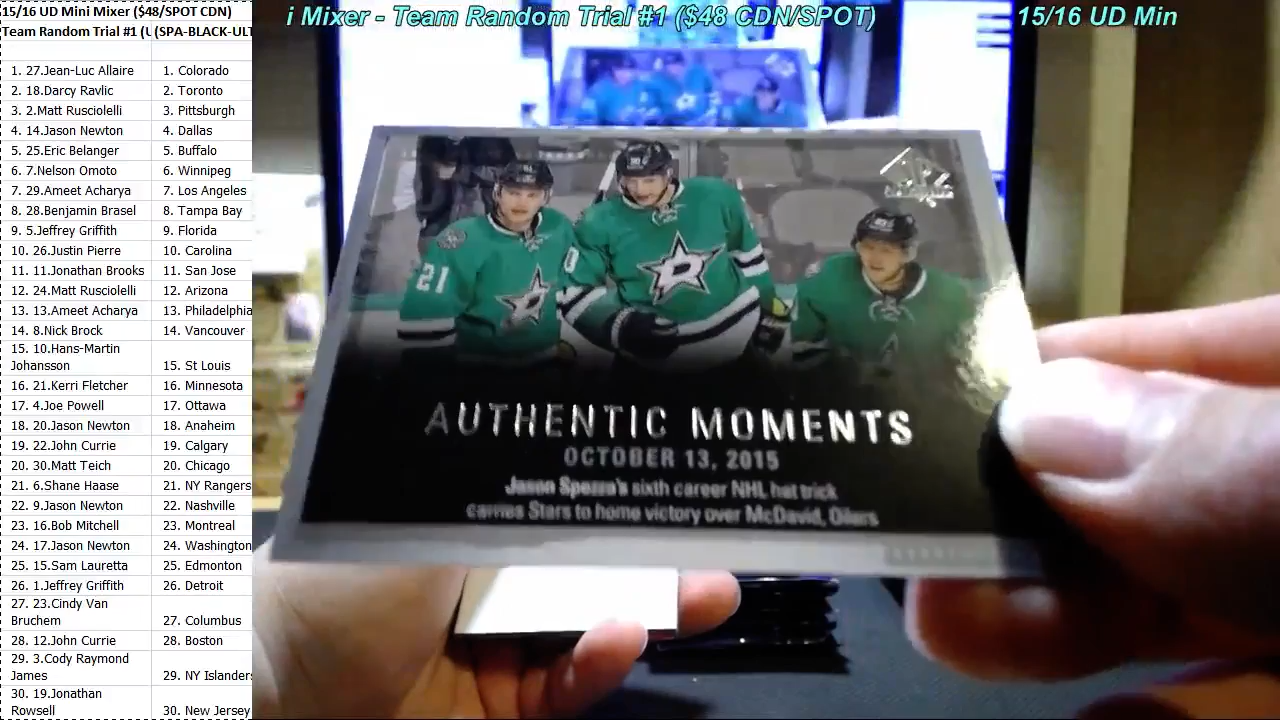 15/16 UD Mini Mixer ($48/SPOT CDN)
Team Random Trial #1 (U (SPA-BLACK-ULT
1. 27.Jean-Luc Allaire 1. Colorado
2. 18.Darcy Ravlic 2. Toronto
3. 2.Matt Rusciolelli 3. Pittsburgh
4. 14.Jason Newton 4. Dallas
5. 25.Eric Belanger 5. Buffalo
6. 7.Nelson Omoto 6. Winnipeg
7. 29.Ameet Acharya 7. Los Angeles
8. 28.Benjamin Brasel 8. Tampa Bay
9. 5.Jeffrey Griffith 9. Florida
10. 26.Justin Pierre 10. Carolina
11. 11.Jonathan Brooks 11. San Jose
12. 24.Matt Rusciolelli 12. Arizona
13. 13.Ameet Acharya 13. Philadelphia
14. 8.Nick Brock 14. Vancouver
15. 10.Hans-Martin
Johansson 15. St Louis
16. 21.Kerri Fletcher 16. Minnesota
17. 4.Joe Powell 17. Ottawa
18. 20.Jason Newton 18. Anheim
19. 22.John Currie 19. Calgary
20. 30.Matt Teich 20. Chicago
21. 6.Shane Haase 21. NY Rangers
22. 9.Jason Newton 22. Nashville
23. 16.Bob Mitchell 23. Montreal
24. 17.Jason Newton 24. Washington
25. 15.Sam Lauretta 25. Edmonton
26. 1.Jeffrey Griffith 26. Detroit
27. 23.Cindy Van
Bruchem 27. Columbus
28. 12.John Currie 28. Boston
29. 3.Cody Raymond
James 29. NY Islanders
30. 19.Jonathan
Rowsell 30. New Jersey
i Mixer - Team Random Trial #1 ($48 CDN/SPOT) 15/16 UD Min
21
AUTHENTIC MOMENTS
OCTOBER 13, 2015
Jason Spezza's sixth career NHL hat trick
carries Stars to home victory over McDavid, Oilers